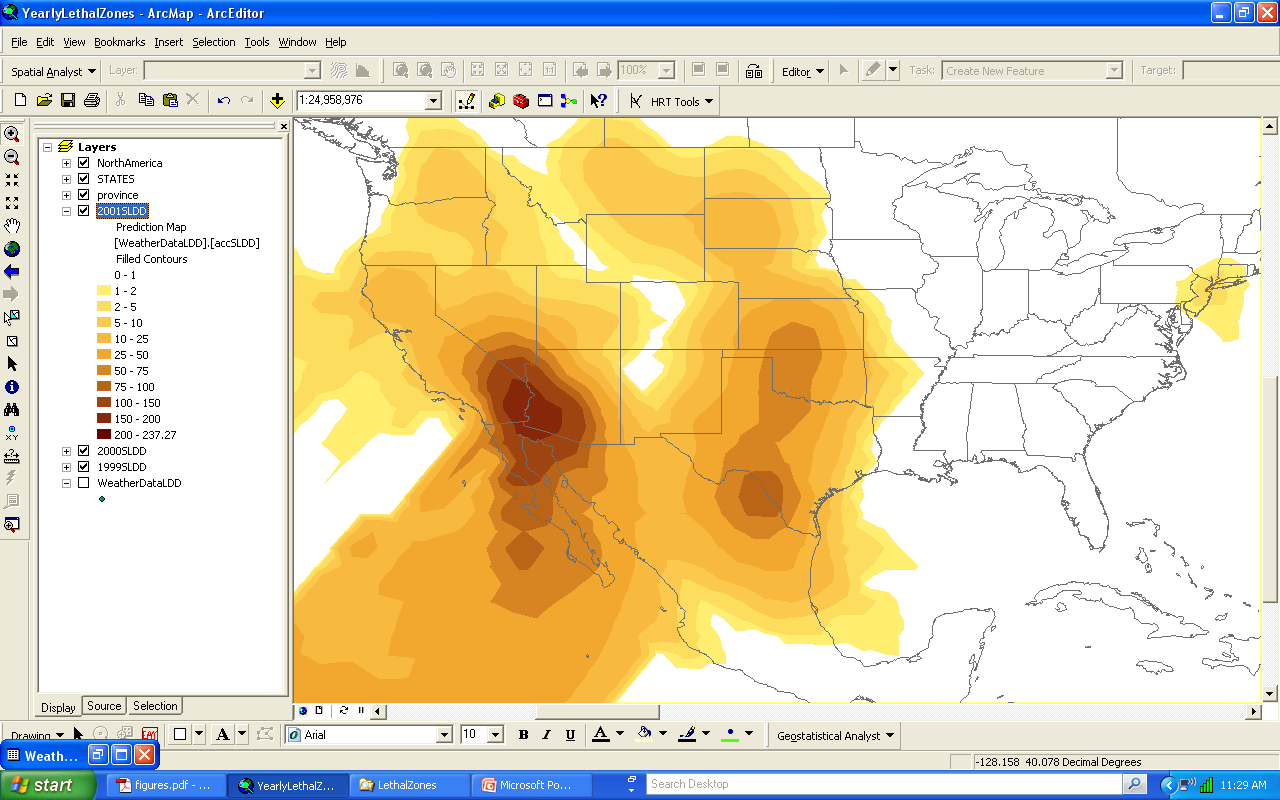 YearlyLethalZones - ArcMap - ArcEditor
File Edit View Bookmarks Insert Selection Tools Window Help
Spatial Analyst Layer: 100% Editor Task: Create New Feature Target:
1:24,958,976 HRT Tools
Layers
NorthAmerica
STATES
province
2001SLDD
Prediction Map
[WeatherDataLDD].[accSLDD]
Filled Contours
0 - 1
1 - 2
2 - 5
5 - 10
10 - 25
25 - 50
50 - 75
75 - 100
100 - 150
150 - 200
200 - 237.27
2000SLDD
1999SLDD
WeatherDataLDD
Display Source Selection
Drawing A Arial 10 B I U A Geostatistical Analyst
Weath...
-128.158 40.078 Decimal Degrees
start figures.pdf - ... YearlyLethalZ... LethalZones Microsoft Po... Search Desktop 11:29 AM